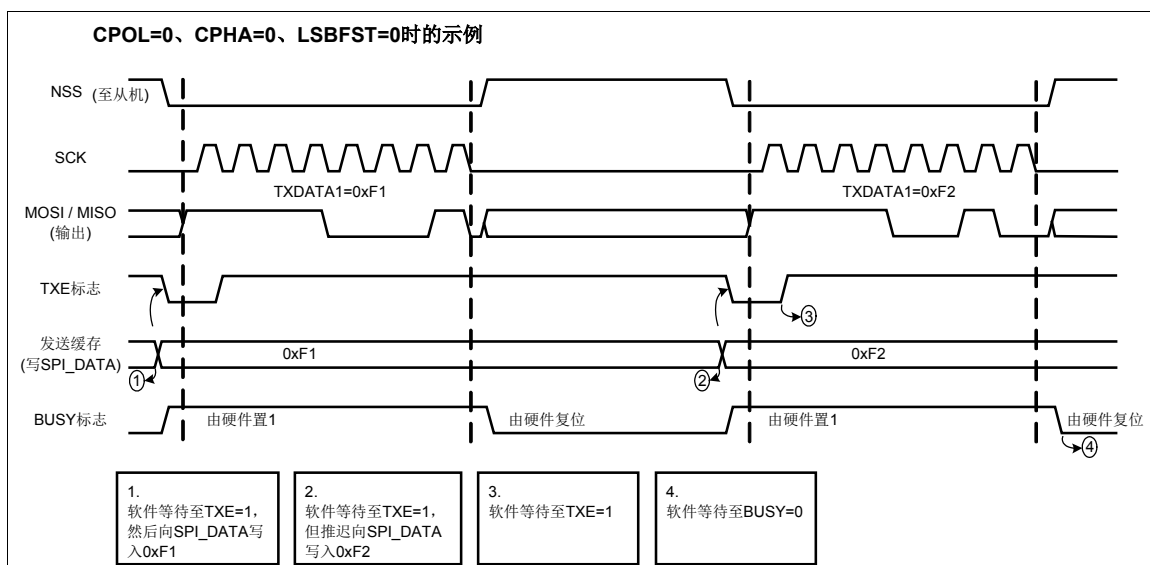 CPOL=0、CPHA=0、LSBFST=0时的示例
NSS (至从机)
SCK
TXDATA1=0xF1
TXDATA1=0xF2
MOSI / MISO
(输出)
TXE标志
③
发送缓存
(写SPI_DATA)
0xF1
0xF2
①
②
BUSY标志
由硬件置1
由硬件复位
由硬件置1
由硬件复位
④
1.
软件等待至TXE=1，
然后向SPI_DATA写
入0xF1
2.
软件等待至TXE=1，
但推迟向SPI_DATA
写入0xF2
3.
软件等待至TXE=1
4.
软件等待至BUSY=0